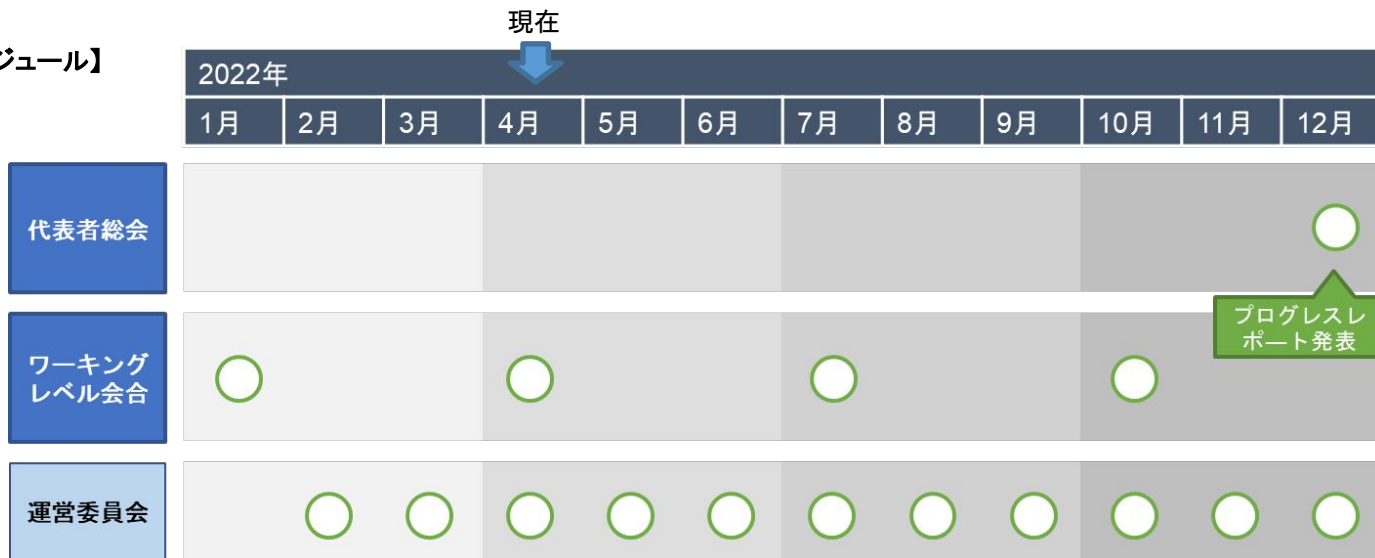 現在
ジュール】
2022年
1月 2月 3月 4月 5月 6月 7月 8月 9月 10月 11月 12月
代表者総会
プログレスレ
ポート発表
ワーキング
レベル会合
運営委員会